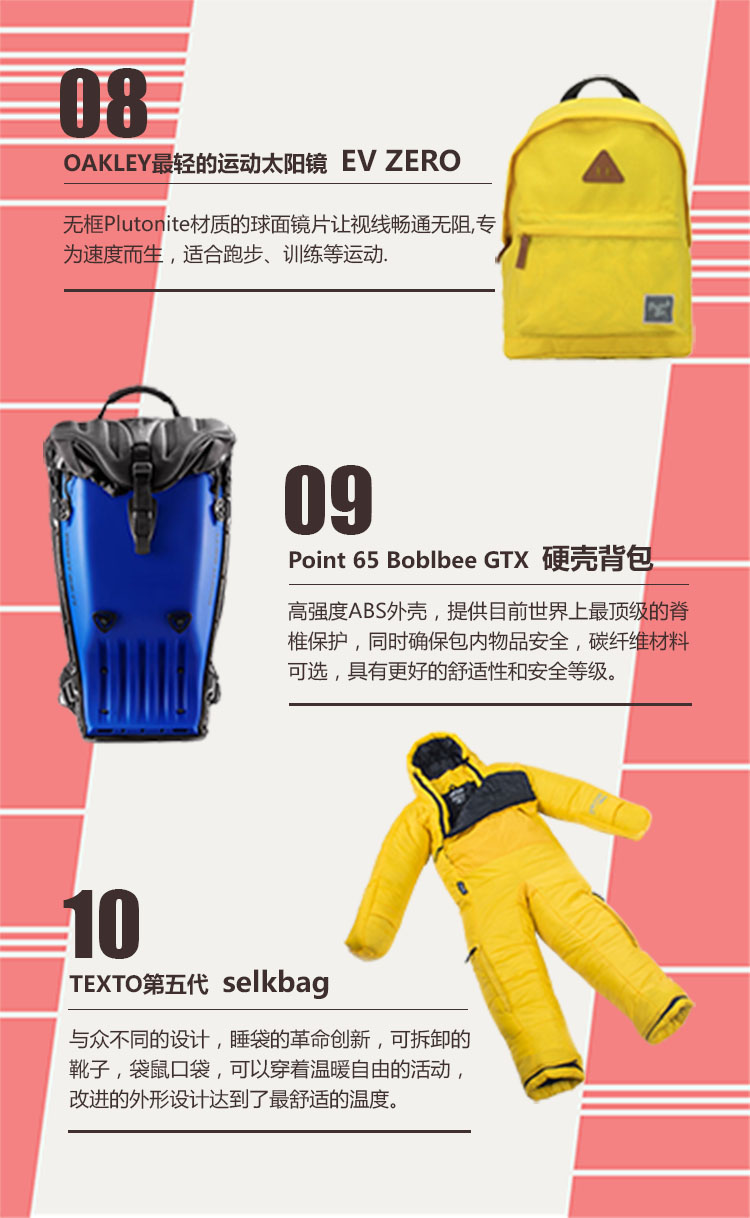 08
OAKLEY最轻的运动太阳镜 EV ZERO
无框Plutonite材质的球面镜片让视线畅通无阻,专
为速度而生，适合跑步、训练等运动.
09
Point 65 Boblbee GTX 硬壳背包
高强度ABS外壳，提供目前世界上最顶级的脊
椎保护，同时确保包内物品安全，碳纤维材料
可选，具有更好的舒适性和安全等级。
10
TEXTO第五代 selkbag
与众不同的设计，睡袋的革命创新，可拆卸的
靴子，袋鼠口袋，可以穿着温暖自由的活动，
改进的外形设计达到了最舒适的温度。